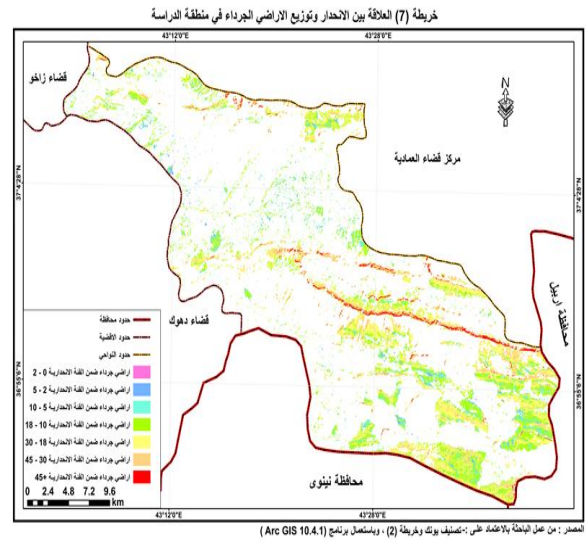 خريطة (7) العلاقة بين الانحدار وتوزيع الاراضي الجرداء في منطقة الدراسة
43°12'0"E 43°28'0"E
قضاء زاخو
N
مركز قضاء العمادية
37°4'28"N 37°4'28"N
محافظة اربيل
قضاء دهوك
حدود محافظة
حدود الاقضية
حدود النواحي
اراضي جرداء ضمن الفئة الانحدارية 0 - 2
اراضي جرداء ضمن الفئة الانحدارية 2 - 5
اراضي جرداء ضمن الفئة الانحدارية 5 - 10
اراضي جرداء ضمن الفئة الانحدارية 10 - 18
اراضي جرداء ضمن الفئة الانحدارية 18 - 30
اراضي جرداء ضمن الفئة الانحدارية 30 - 45
اراضي جرداء ضمن الفئة الانحدارية +45
0 2.4 4.8 7.2 9.6
km
محافظة نينوى
43°12'0"E 43°28'0"E
المصدر : من عمل الباحثة بالاعتماد على :-تصنيف يونك وخريطة (2) ، وباستعمال برنامج (Arc GIS 10.4.1 )